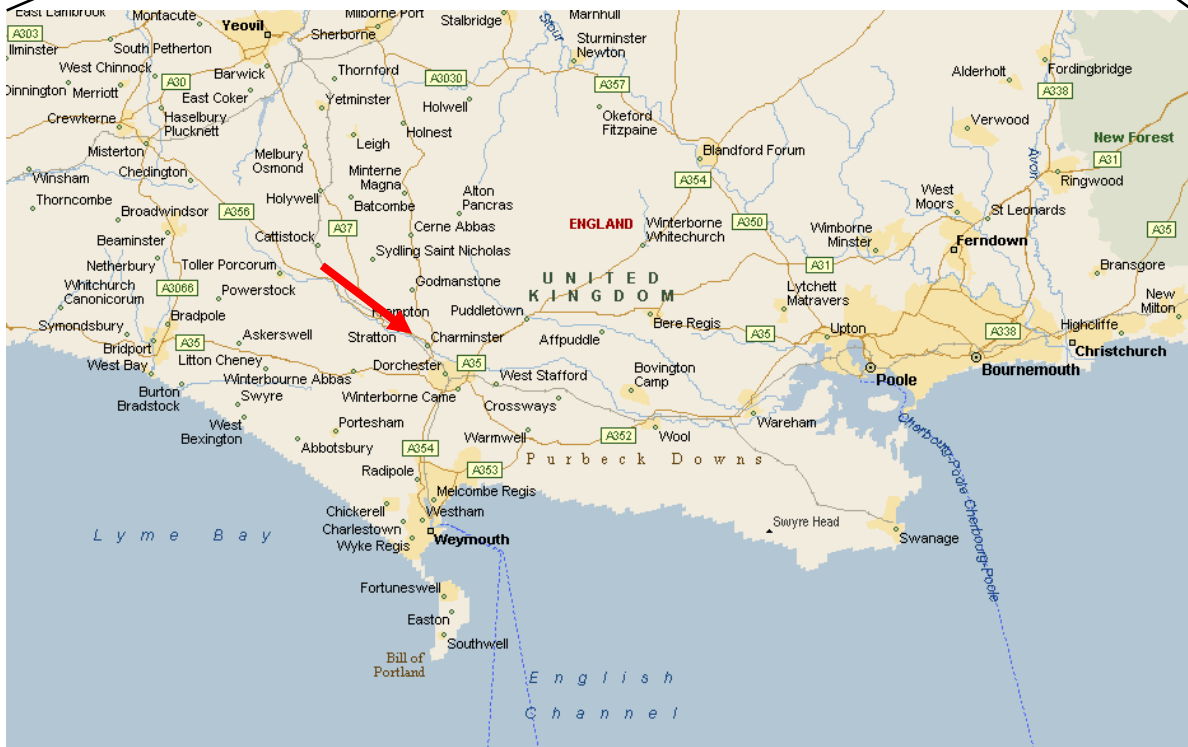 East Lambrook
Montacute
Milborne Port
Stalbridge
Marnhull
A303
Yeovil
Sherborne
Stour
Ilminster
South Petherton
Sturminster
Newton
West Chinnock
Barwick
Thornford
A3030
Alderholt
Fordingbridge
A30
A357
A338
Dinnington
Merriott
East Coker
Yetminster
Holwell
Crewkerne
Haselbury
Plucknett
Okeford
Fitzpaine
Verwood
Holnest
New Forest
Misterton
Leigh
Melbury
Osmond
Blandford Forum
Avon
A31
Chedington
Minterne
Magna
Winsham
A354
Ringwood
Thorncombe
Holywell
Batcombe
Alton
Pancras
West
Moors
Broadwindsor
A356
St Leonards
A37
Cerne Abbas
ENGLAND
Winterborne
Whitechurch
A350
Wimborne
Minster
A35
Beaminster
Cattistock
Sydling Saint Nicholas
Ferndown
Netherbury
Toller Porcorum
A31
Bransgore
UNITED
KINGDOM
Whitchurch
Canonicorum
A3066
Powerstock
Godmanstone
Lytchett
Matravers
New
Milton
Puddletown
Bradpole
Symondsbury
Askerswell
Stratton
Charminster
Affpuddle
Bere Regis
A35
Upton
A338
Highcliffe
Bridport
A35
Litton Cheney
Dorchester
A35
Christchurch
West Bay
Winterbourne Abbas
West Stafford
Bovington
Camp
Poole
Bournemouth
Burton
Bradstock
Swyre
Winterborne Came
Crossways
West
Bexington
Portesham
Wareham
Abbotsbury
A354
Warmwell
A352
Wool
Purbeck Downs
Radipole
A353
Cherbourg-Poole
Cherbourg-Poole
Melcombe Regis
Chickerell
Westham
Lyme Bay
Charlestown
Swyre Head
Wyke Regis
Weymouth
Swanage
Fortuneswell
Easton
Southwell
Bill of
Portland
English
Channel